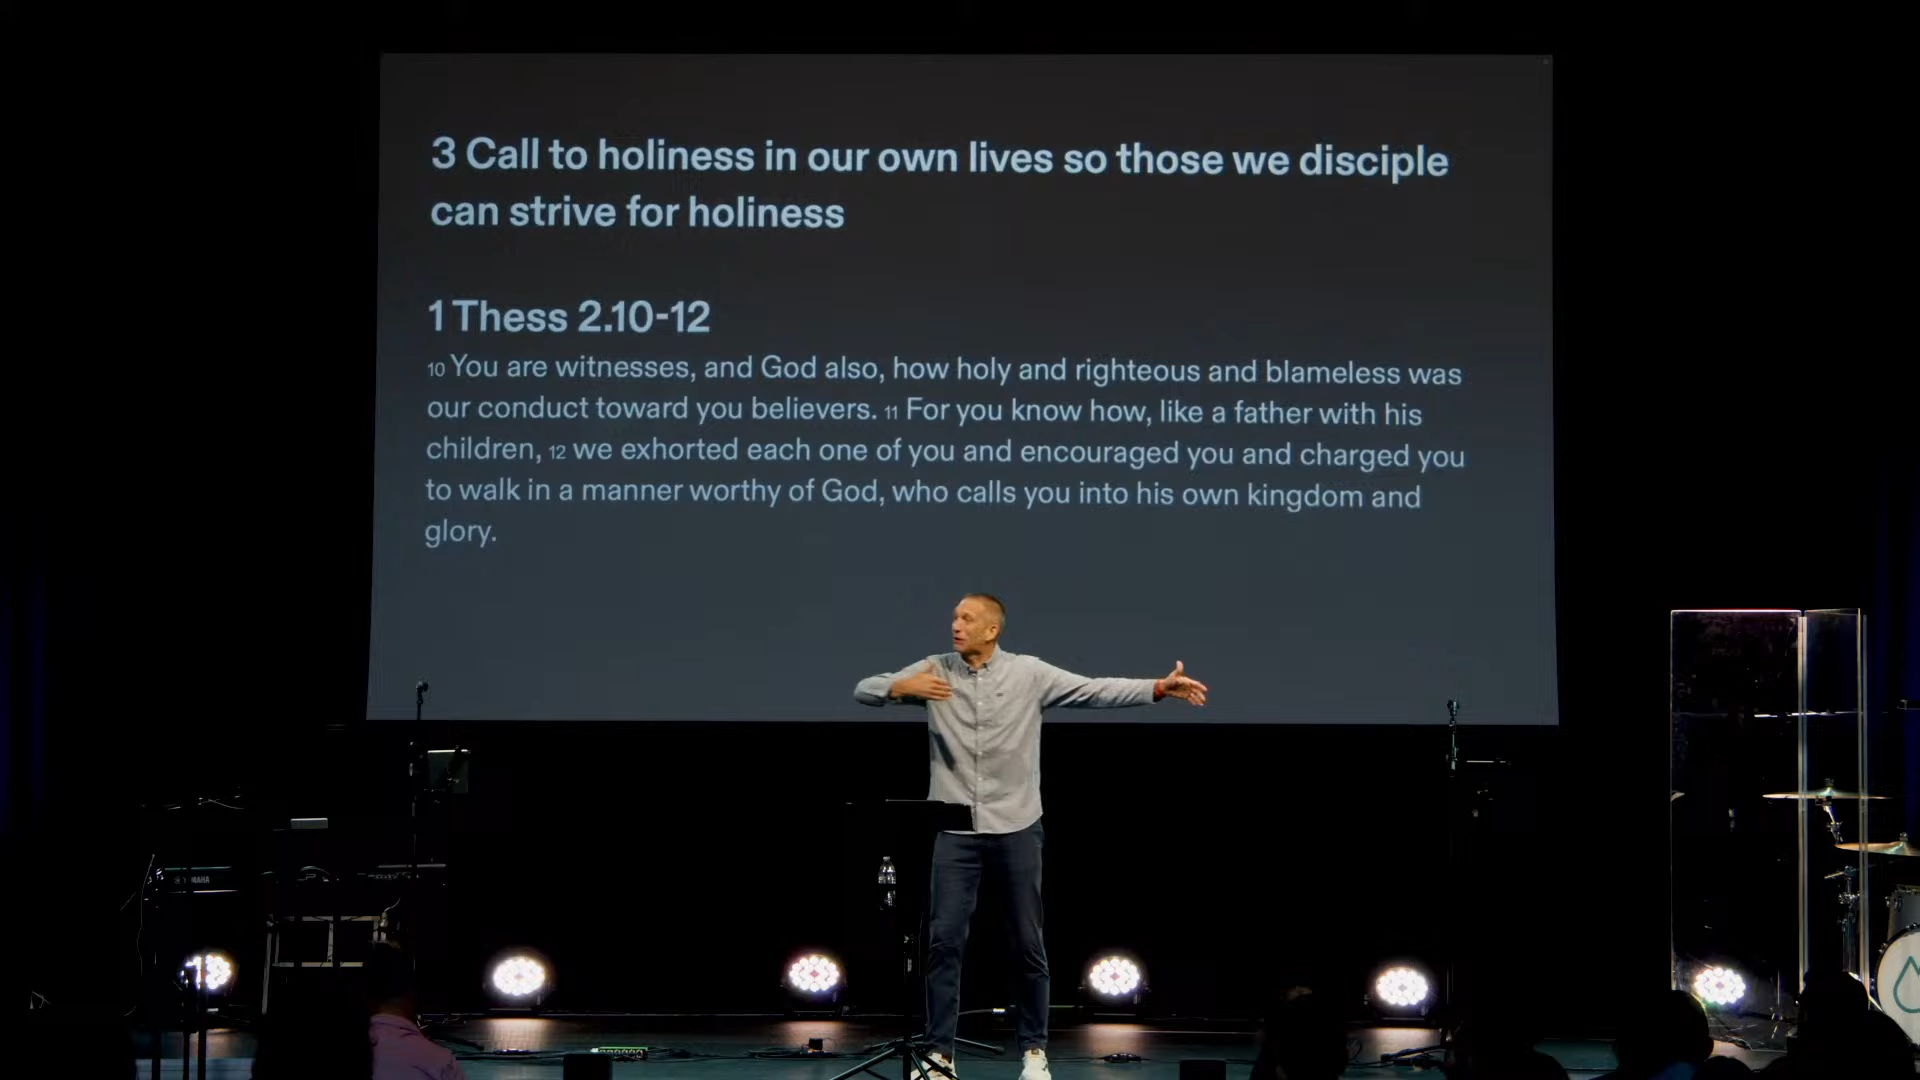 3 Call to holiness in our own lives so those we disciple
can strive for holiness
1 Thess 2.10-12
10 You are witnesses, and God also, how holy and righteous and blameless was
our conduct toward you believers. 11 For you know how, like a father with his
children, 12 we exhorted each one of you and encouraged you and charged you
to walk in a manner worthy of God, who calls you into his own kingdom and
glory.
YAMAHA